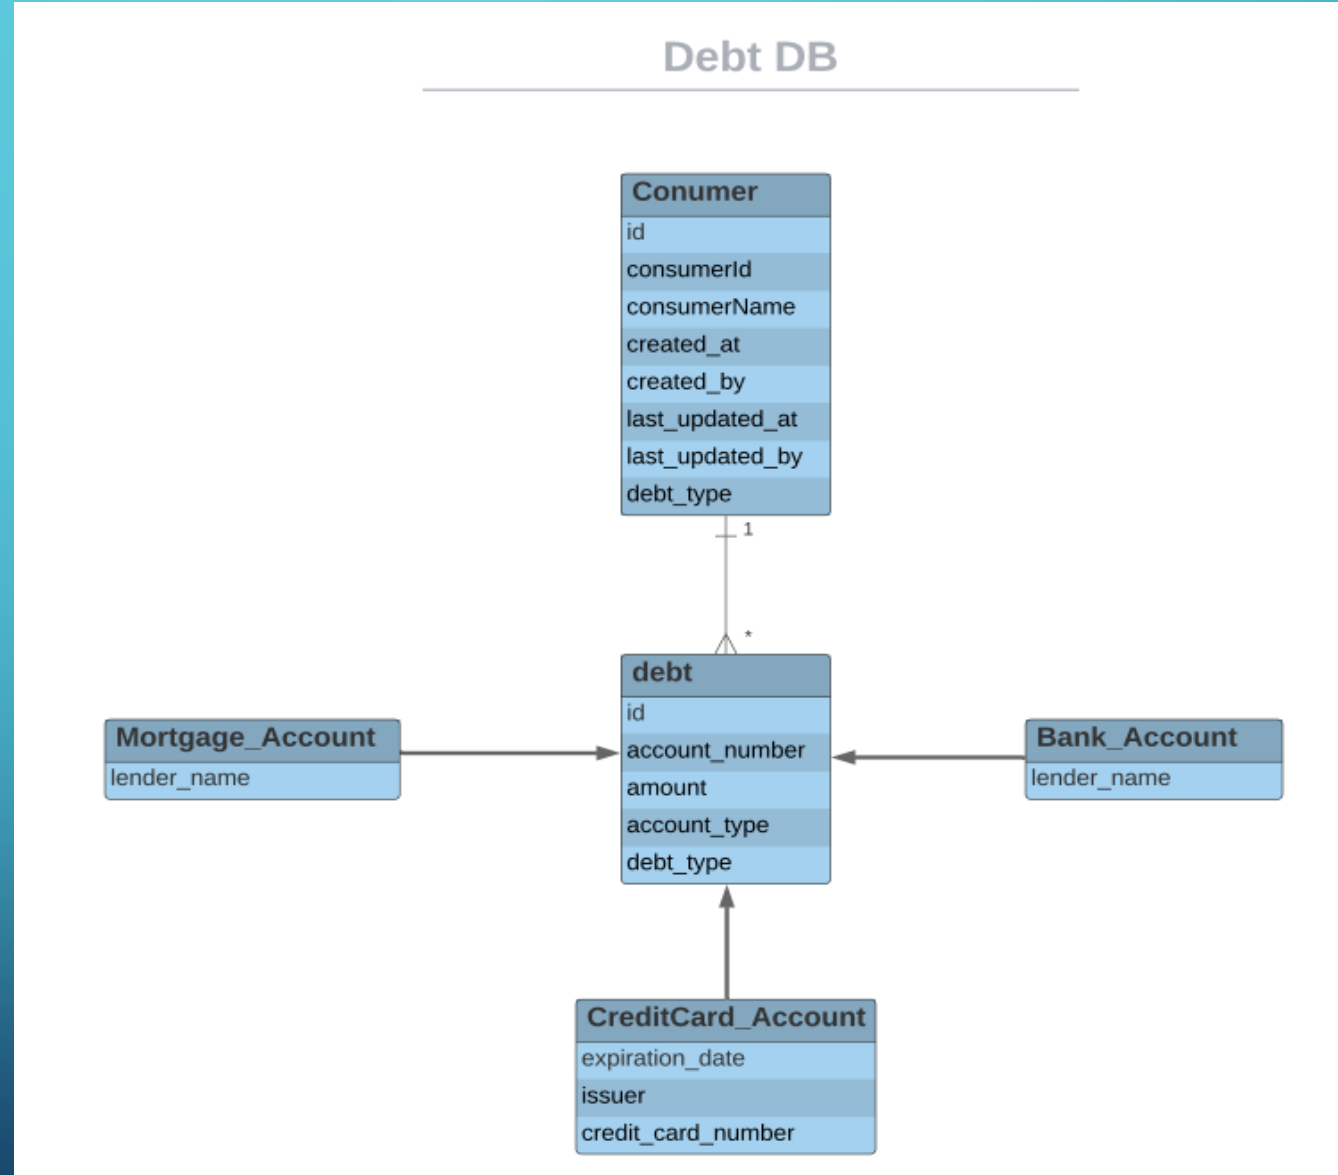 Debt DB
Conumer
id
consumerId
consumerName
created_at
created_by
last_updated_at
last_updated_by
debt_type
1
*
debt
id
account_number
amount
account_type
debt_type
Mortgage_Account
lender_name
Bank_Account
lender_name
CreditCard_Account
expiration_date
issuer
credit_card_number